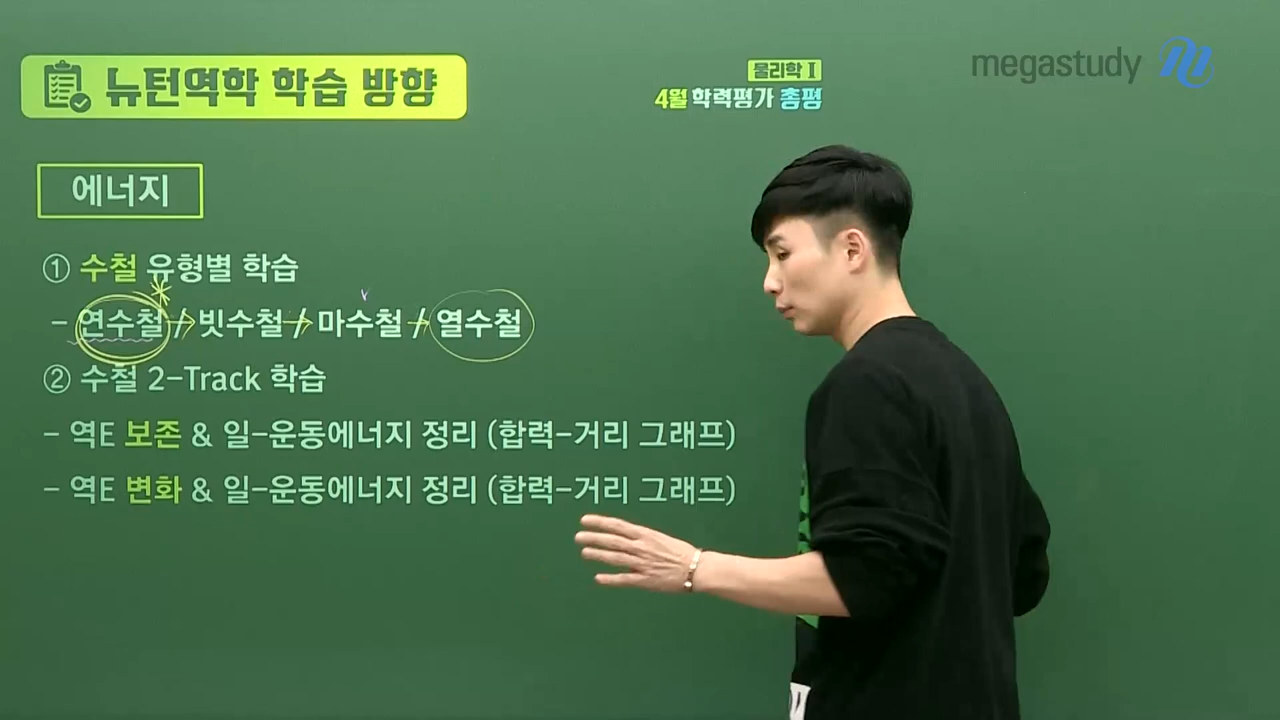 뉴턴역학 학습 방향
물리학 I
4월 학력평가 총평
megastudy
에너지
① 수철 유형별 학습
- 연수철 / 빗수철 / 마수철 / 열수철
② 수철 2-Track 학습
- 역E 보존 & 일-운동에너지 정리 (합력-거리 그래프)
- 역E 변화 & 일-운동에너지 정리 (합력-거리 그래프)